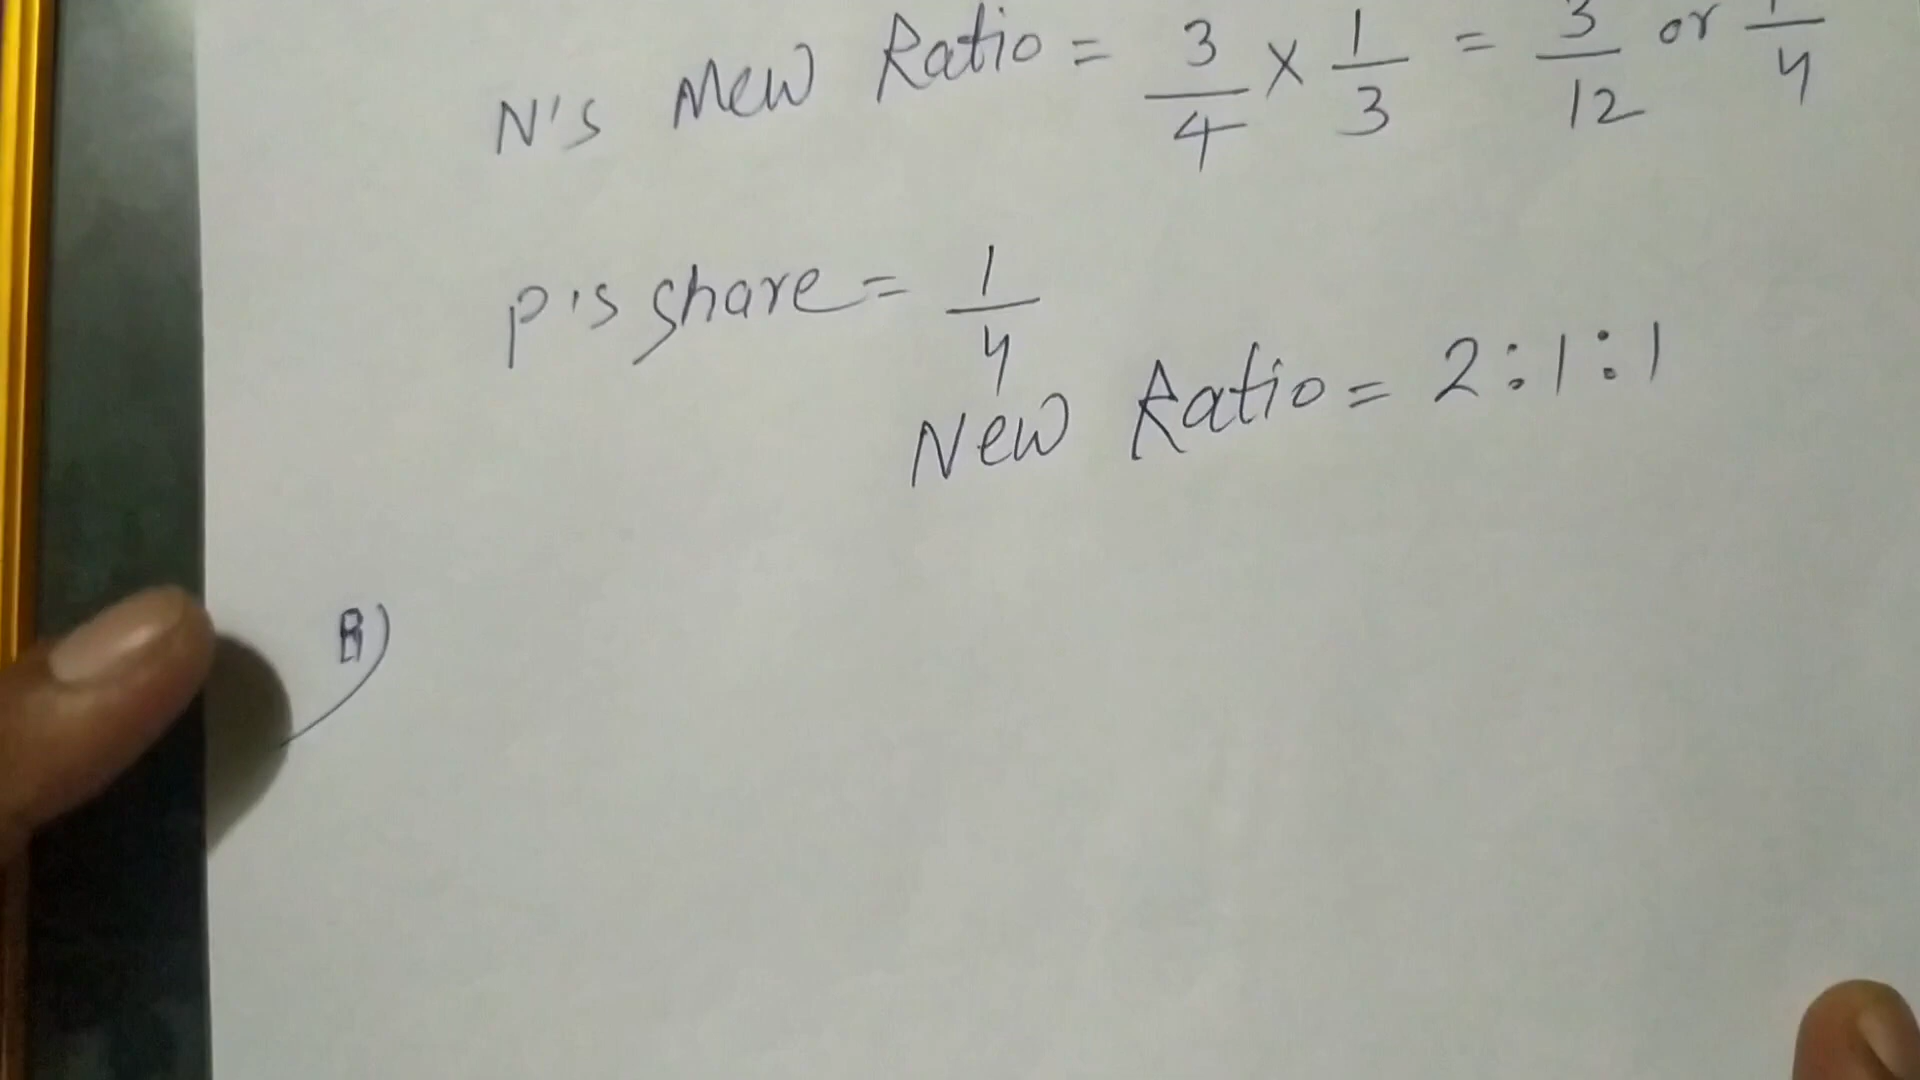 N's New Ratio = 3/4 × 1/3 = 3/12 or 1/4
P's share = 1/4
New Ratio = 2:1:1
B)